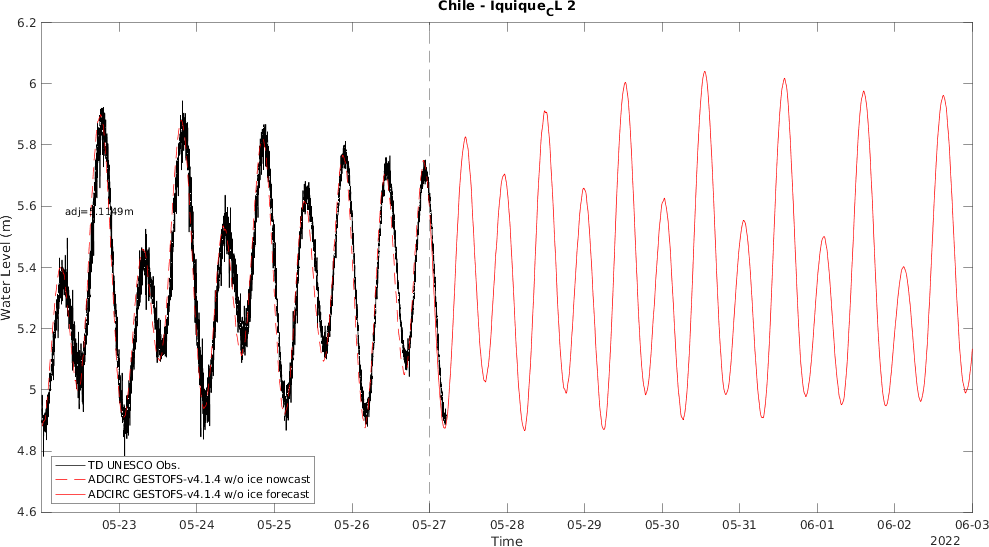 Chile - Iquique_CL 2
6.2
6
5.8
5.6
5.4
5.2
5
4.8
4.6
Water Level (m)
adj=5.1149m
TD UNESCO Obs.
ADCIRC GESTOFS-v4.1.4 w/o ice nowcast
ADCIRC GESTOFS-v4.1.4 w/o ice forecast
05-23 05-24 05-25 05-26 05-27 05-28 05-29 05-30 05-31 06-01 06-02 06-03
Time
2022